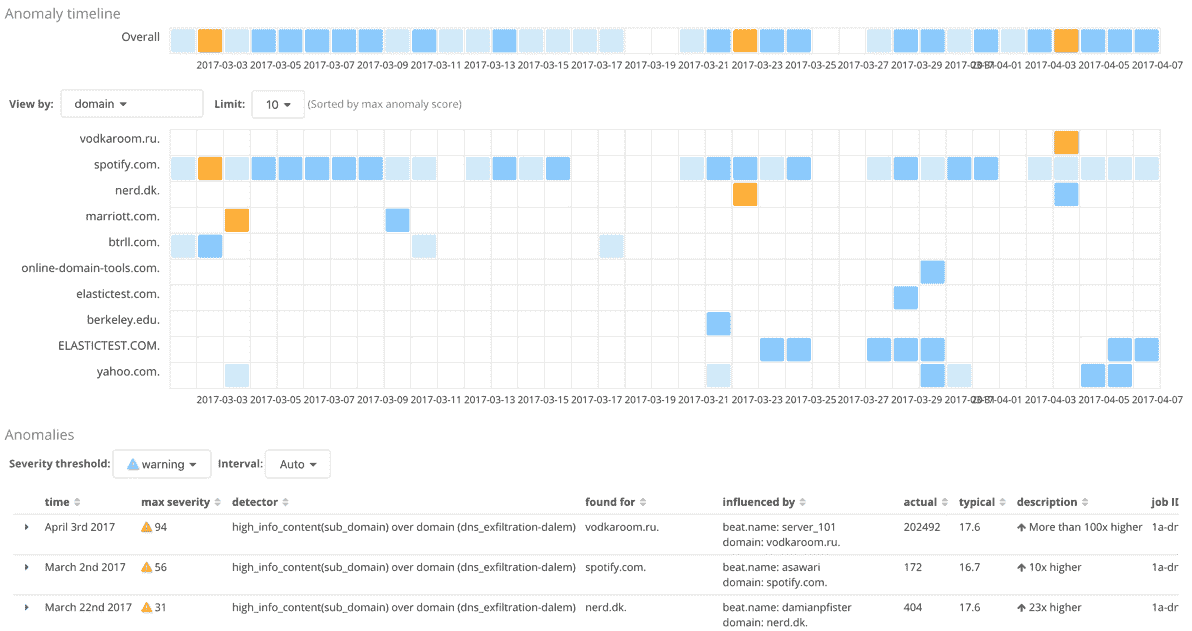 Anomaly timeline
Overall
2017-03-03 2017-03-05 2017-03-07 2017-03-09 2017-03-11 2017-03-13 2017-03-15 2017-03-17 2017-03-19 2017-03-21 2017-03-23 2017-03-25 2017-03-27 2017-03-29 2017-03-31 2017-04-01 2017-04-03 2017-04-05 2017-04-07
View by: domain Limit: 10 (Sorted by max anomaly score)
vodkaroom.ru.
spotify.com.
nerd.dk.
marriott.com.
btrll.com.
online-domain-tools.com.
elastictest.com.
berkeley.edu.
ELASTICTEST.COM.
yahoo.com.
2017-03-03 2017-03-05 2017-03-07 2017-03-09 2017-03-11 2017-03-13 2017-03-15 2017-03-17 2017-03-19 2017-03-21 2017-03-23 2017-03-25 2017-03-27 2017-03-29 2017-03-31 2017-04-01 2017-04-03 2017-04-05 2017-04-07
Anomalies
Severity threshold: warning Interval: Auto
time max severity detector found for influenced by actual typical description job ID
April 3rd 2017 94 high_info_content(sub_domain) over domain (dns_exfiltration-dalem) vodkaroom.ru. beat.name: server_101 202492 17.6 More than 100x higher 1a-dr
domain: vodkaroom.ru.
March 2nd 2017 56 high_info_content(sub_domain) over domain (dns_exfiltration-dalem) spotify.com. beat.name: asawari 172 16.7 10x higher 1a-dr
domain: spotify.com.
March 22nd 2017 31 high_info_content(sub_domain) over domain (dns_exfiltration-dalem) nerd.dk. beat.name: damianpfister 404 17.6 23x higher 1a-dr
domain: nerd.dk.